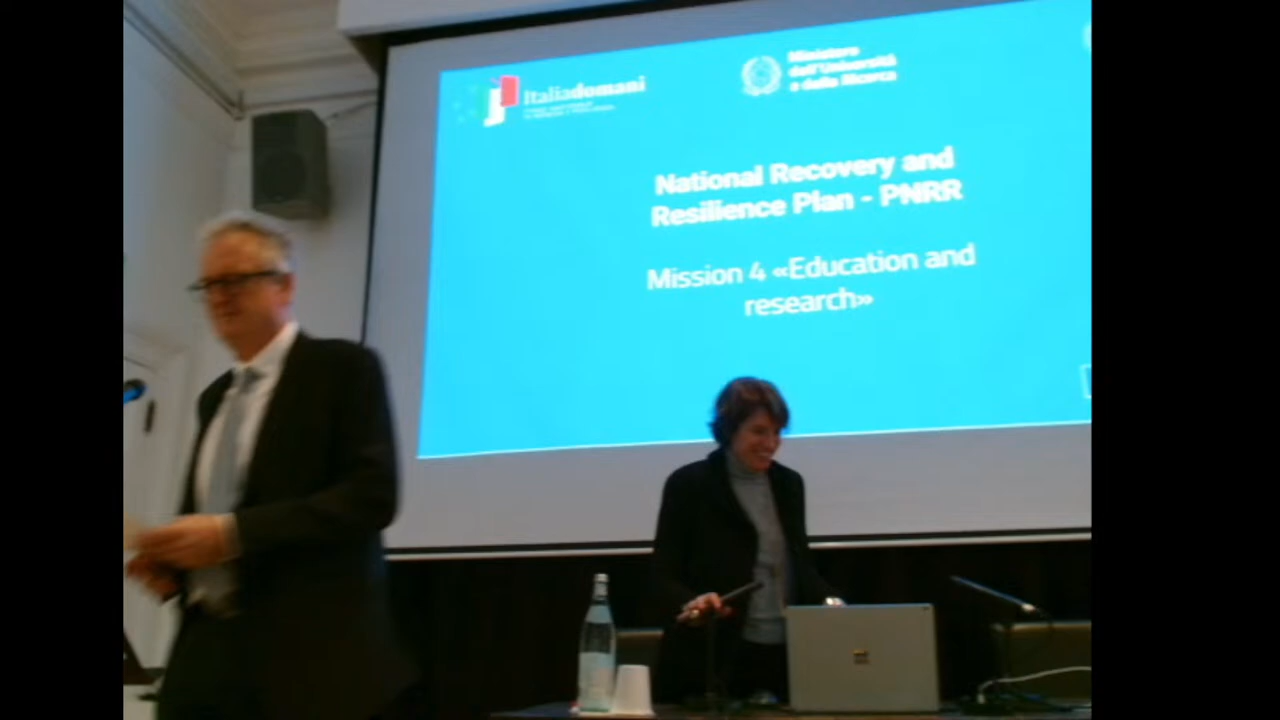 Italiadomani
Ministero
dell'Università
e della Ricerca
National Recovery and
Resilience Plan - PNRR
Mission 4 «Education and
research»